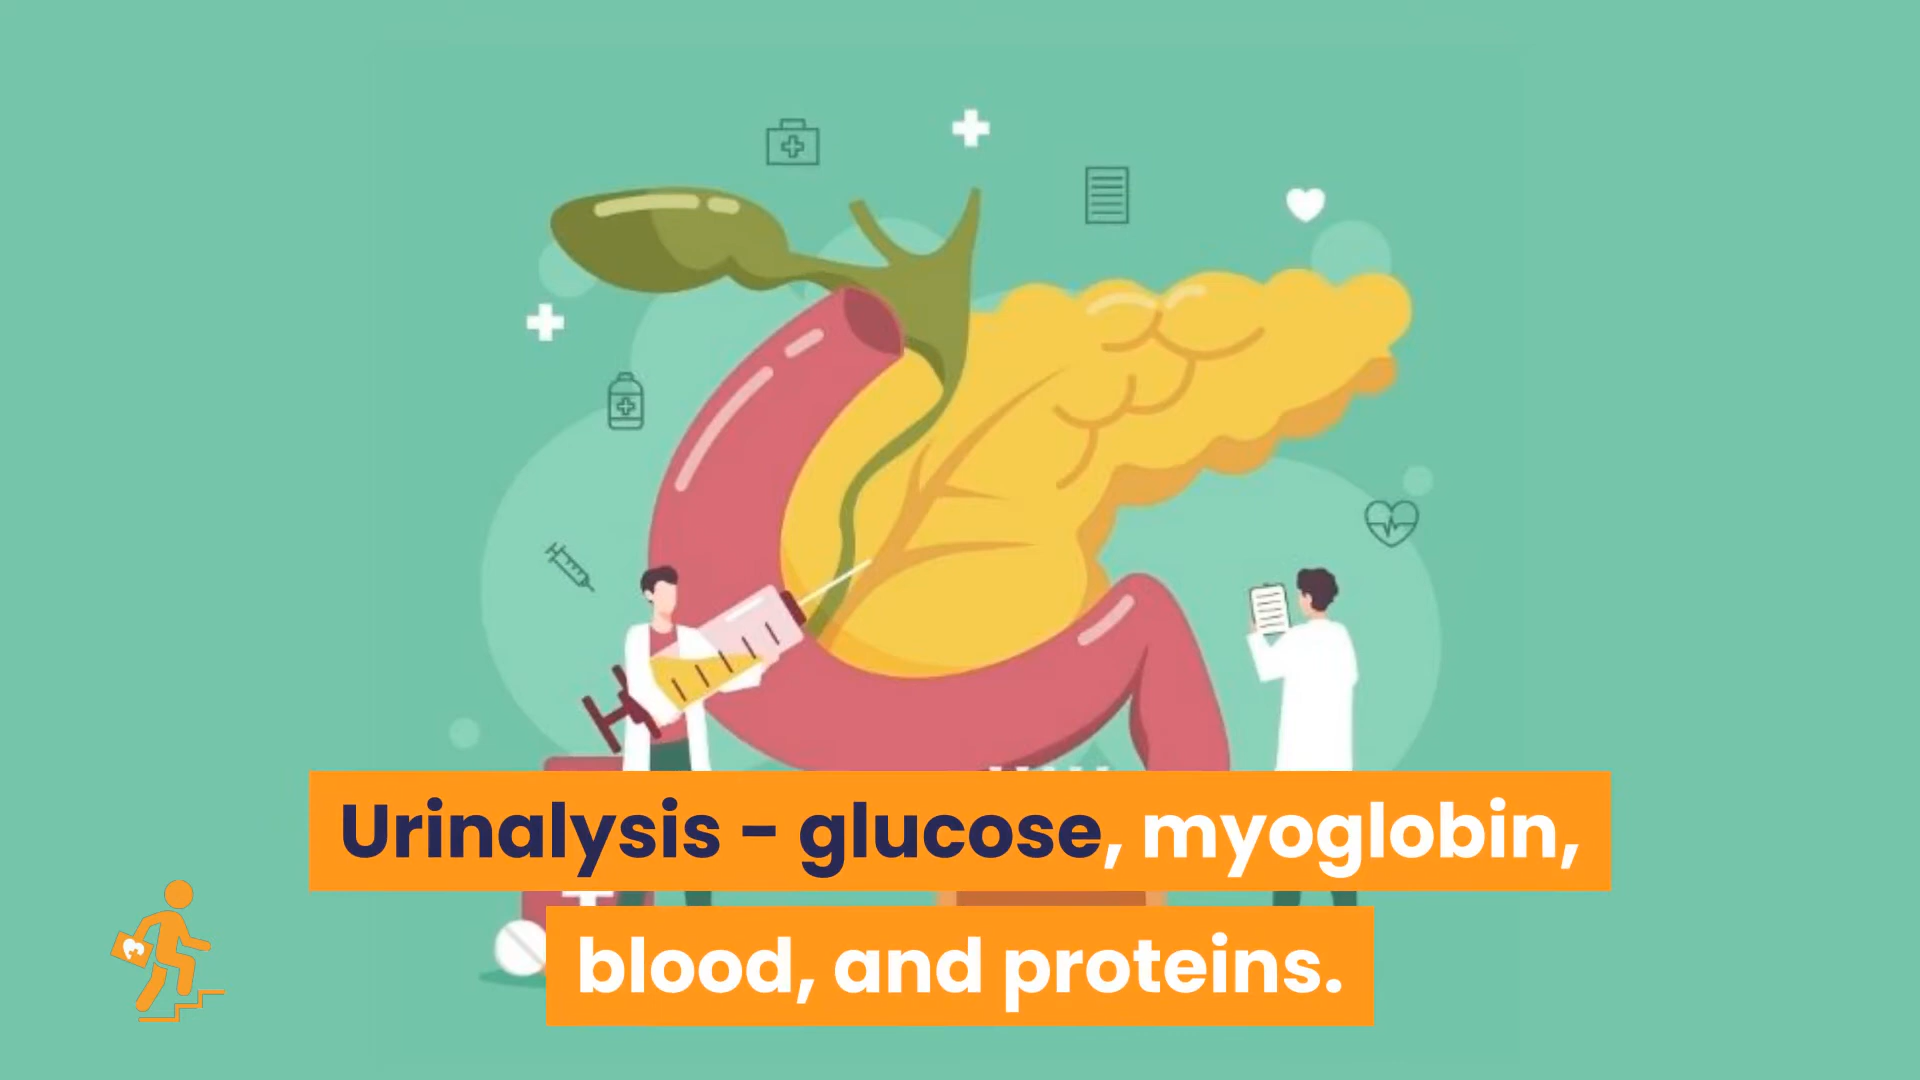 Urinalysis - glucose, myoglobin,
blood, and proteins.